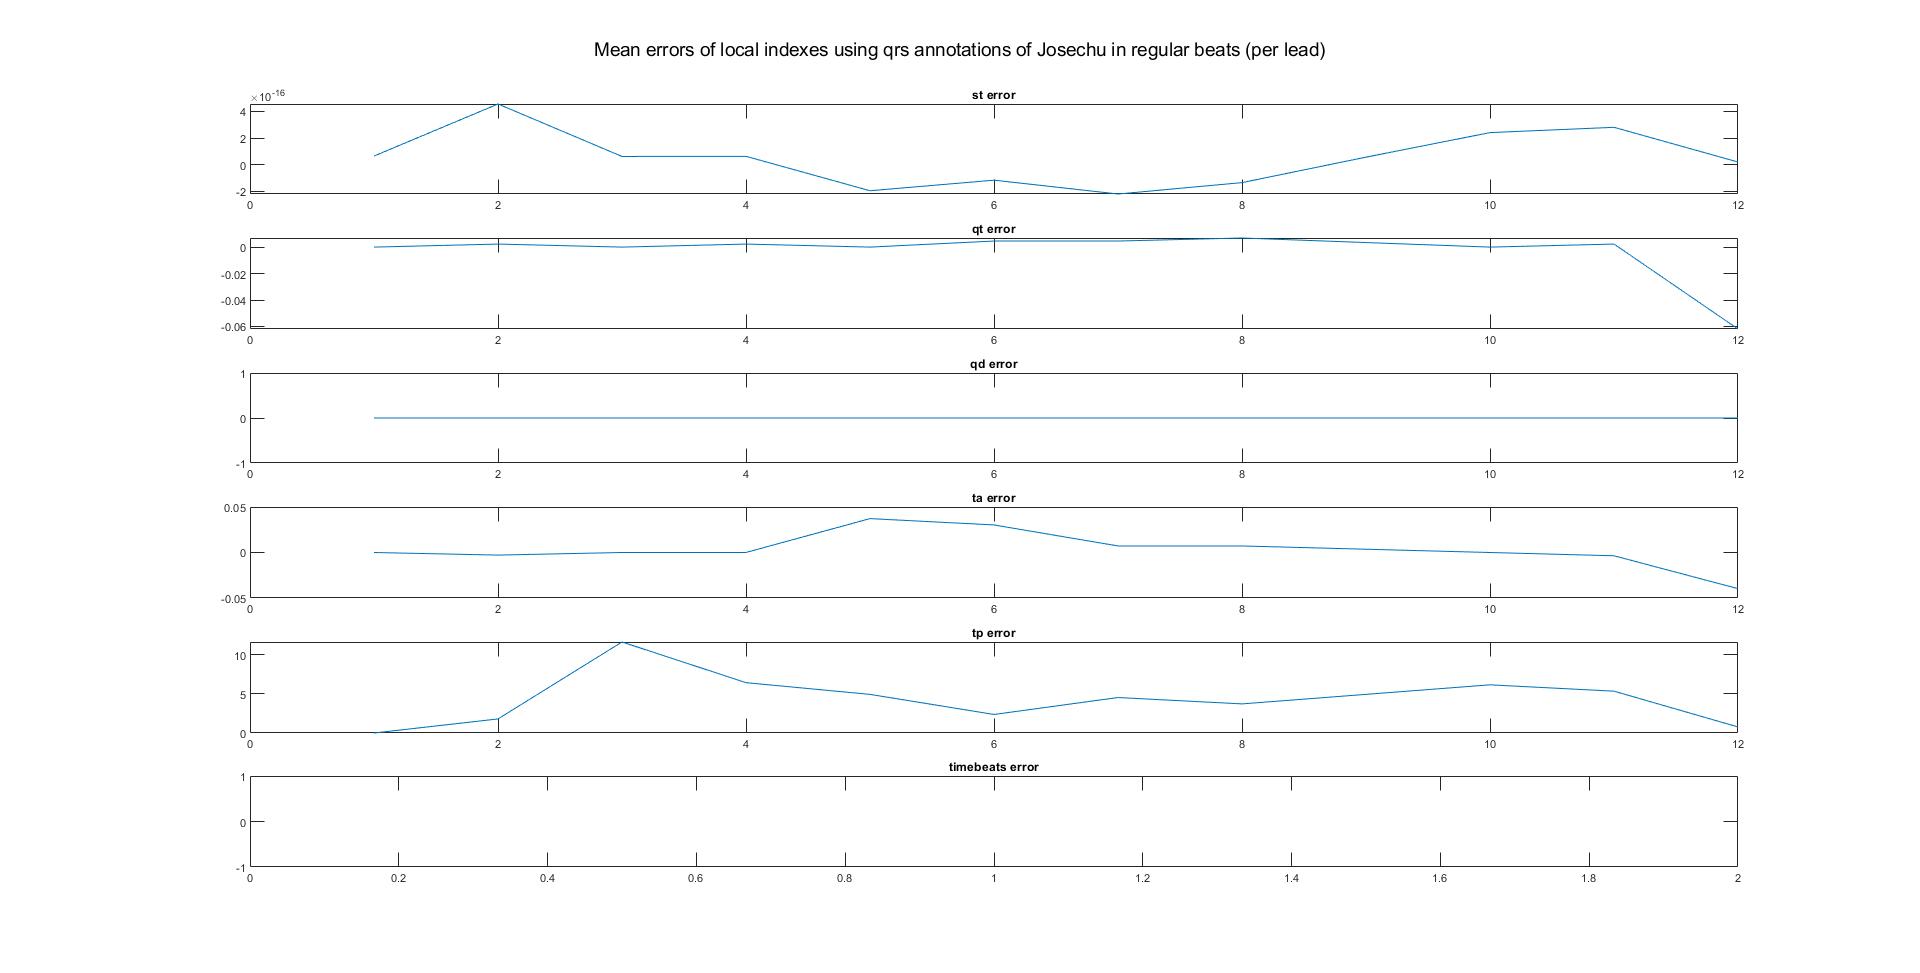 Mean errors of local indexes using qrs annotations of Josechu in regular beats (per lead)
×10-16
st error
4
2
0
-2
0 2 4 6 8 10 12
qt error
0
-0.02
-0.04
-0.06
0 2 4 6 8 10 12
qd error
1
0
-1
0 2 4 6 8 10 12
ta error
0.05
0
-0.05
0 2 4 6 8 10 12
tp error
10
5
0
0 2 4 6 8 10 12
timebeats error
1
0
-1
0 0.2 0.4 0.6 0.8 1 1.2 1.4 1.6 1.8 2